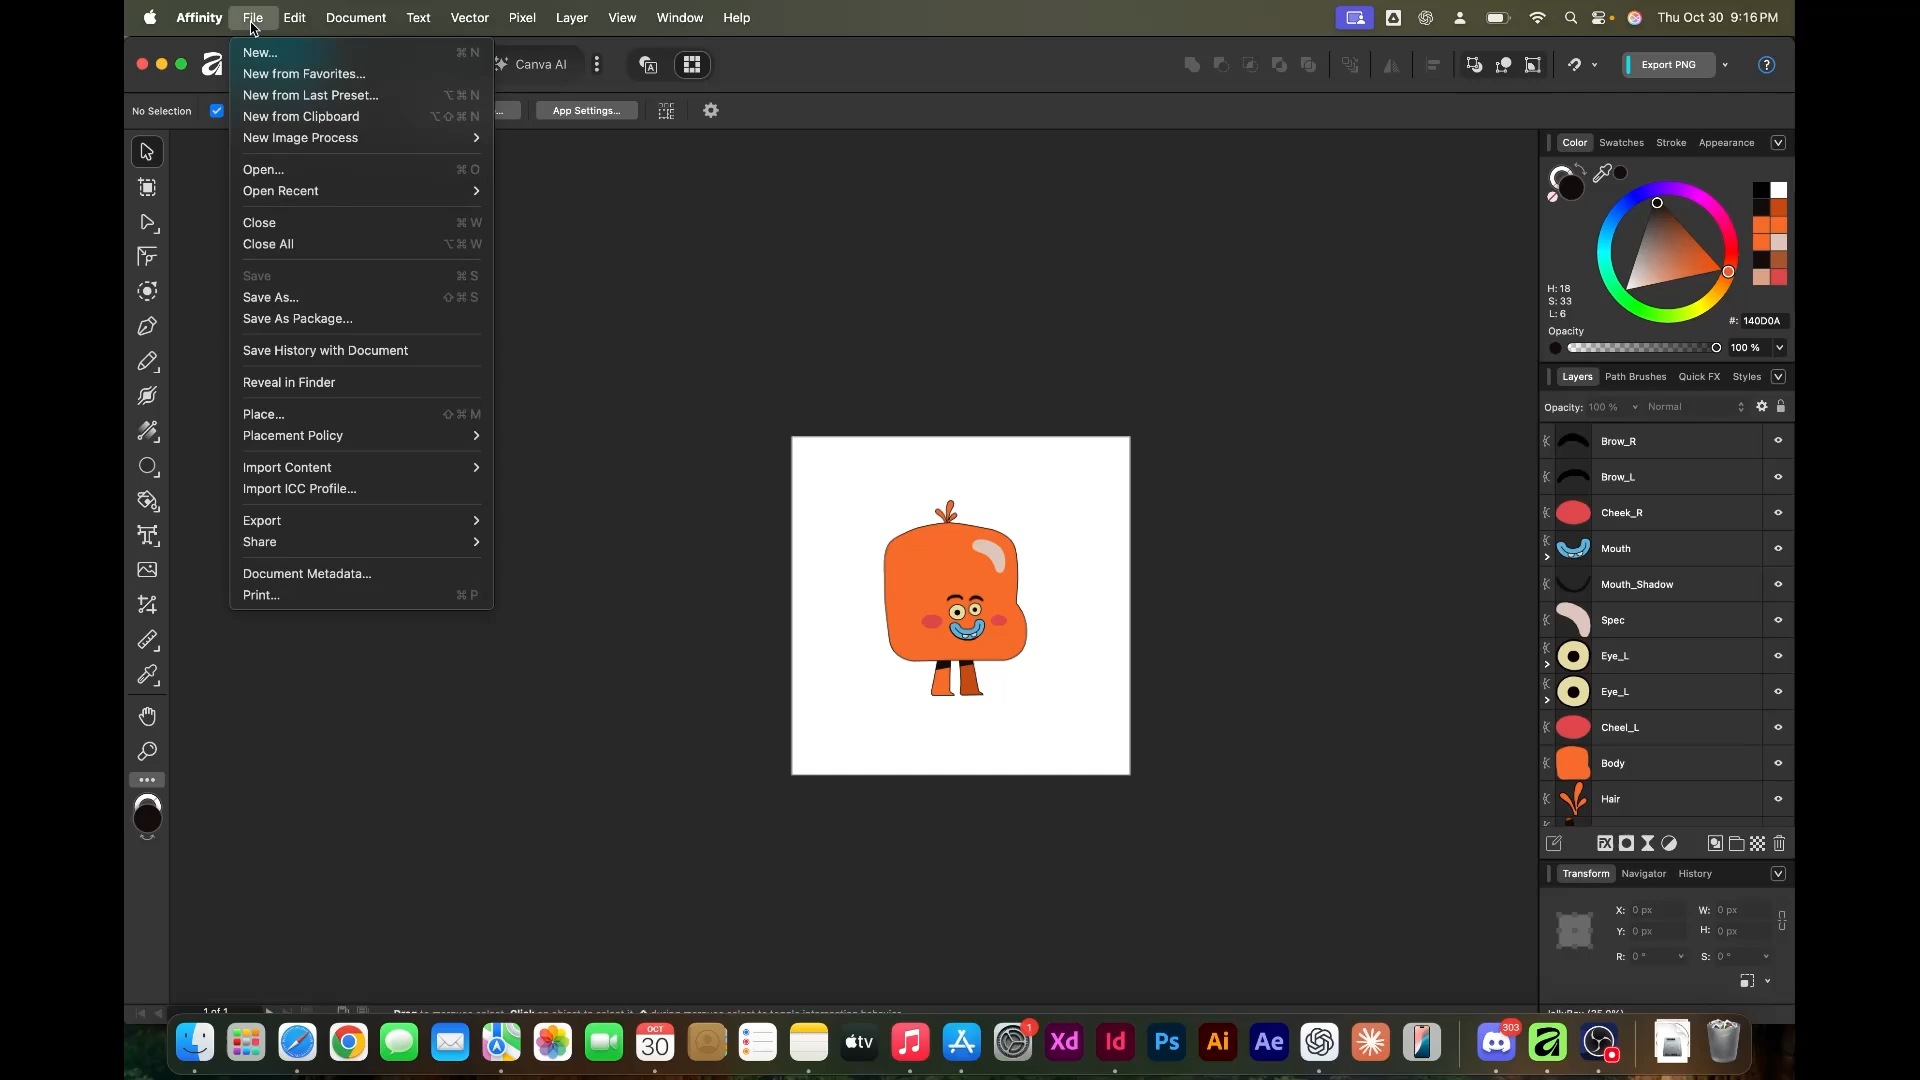 Affinity File Edit Document Text Vector Pixel Layer View Window Help Thu Oct 30 9:16 PM
Canva AI Export PNG
No Selection App Settings...
New... ⌘ N
New from Favorites...
New from Last Preset... ⌥ ⌘ N
New from Clipboard ⌥ ⇧ ⌘ N
New Image Process
Open... ⌘ O
Open Recent
Close ⌘ W
Close All ⌥ ⌘ W
Save ⌘ S
Save As... ⇧ ⌘ S
Save As Package...
Save History with Document
Reveal in Finder
Place... ⇧ ⌘ M
Placement Policy
Import Content
Import ICC Profile...
Export
Share
Document Metadata...
Print... ⌘ P
Color Swatches Stroke Appearance
H: 18
S: 33
L: 6
#: 140D0A
Opacity
100 %
Layers Path Brushes Quick FX Styles
Opacity: 100 % Normal
Brow_R
Brow_L
Cheek_R
Mouth
Mouth_Shadow
Spec
Eye_L
Eye_L
Cheel_L
Body
Hair
FX
Transform Navigator History
X: 0 px W: 0 px
Y: 0 px H: 0 px
R: 0 ° S: 0 °
1 of 1
OCT
30
tv
1
Xd
Id
Ps
Ai
Ae
303